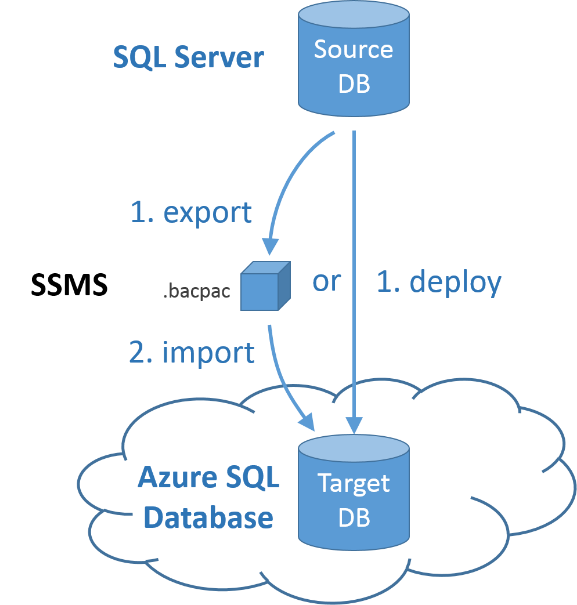 SQL Server
Source
DB
1. export
SSMS
.bacpac
or
1. deploy
2. import
Azure SQL
Database
Target
DB